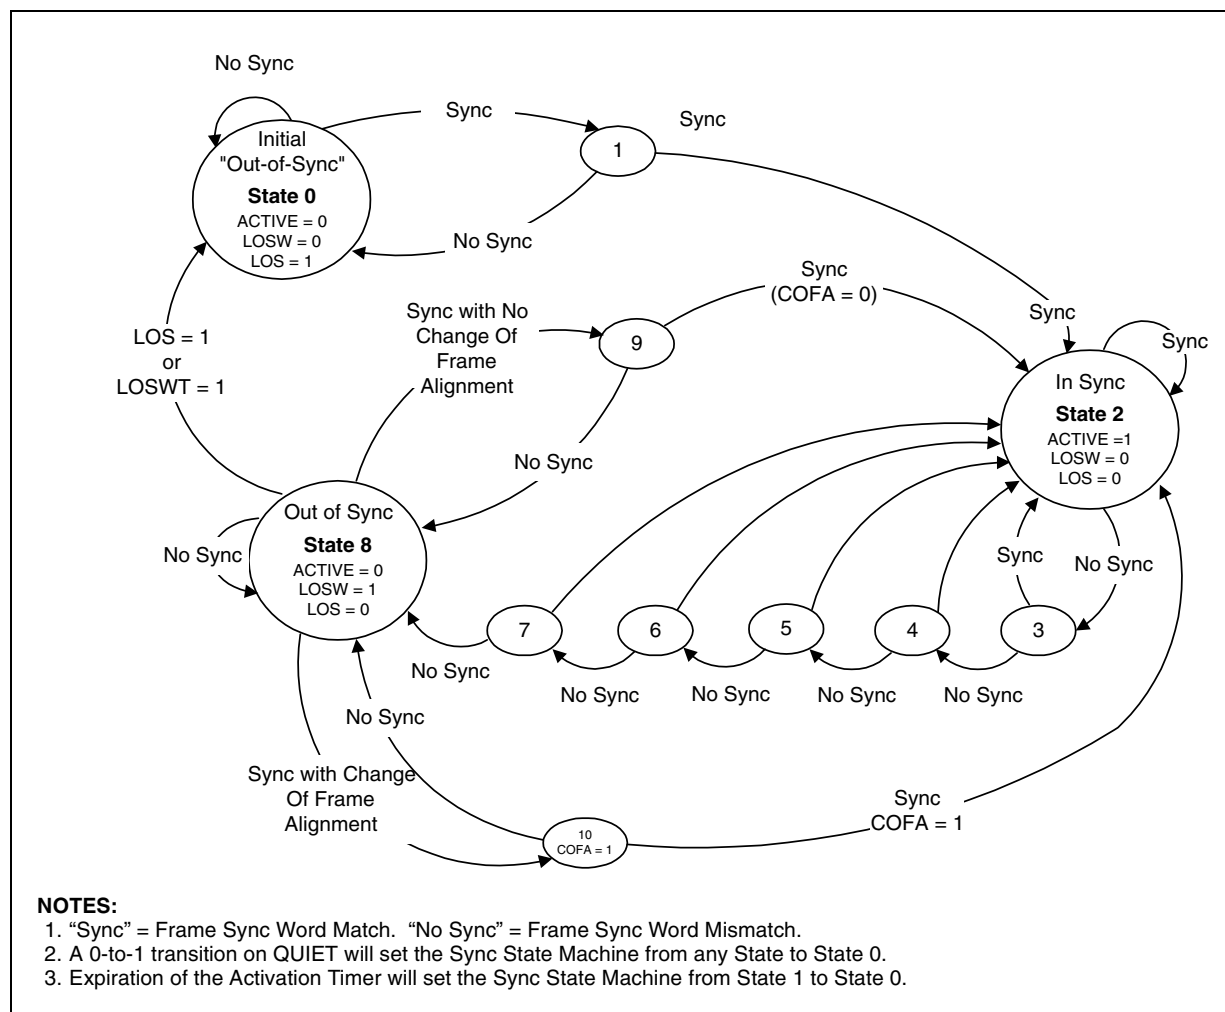 No Sync
Sync
Sync
Initial
"Out-of-Sync"
State 0
ACTIVE = 0
LOSW = 0
LOS = 1
1
No Sync
Sync
(COFA = 0)
Sync with No
Change Of
Frame
Alignment
9
Sync
Sync
LOS = 1
or
LOSWT = 1
In Sync
State 2
ACTIVE =1
LOSW = 0
LOS = 0
No Sync
Out of Sync
State 8
ACTIVE = 0
LOSW = 1
LOS = 0
No Sync
Sync
No Sync
7
6
5
4
3
No Sync
No Sync
No Sync
No Sync
No Sync
No Sync
Sync with Change
Of Frame
Alignment
10
COFA = 1
Sync
COFA = 1
NOTES:
1. “Sync” = Frame Sync Word Match. “No Sync” = Frame Sync Word Mismatch.
2. A 0-to-1 transition on QUIET will set the Sync State Machine from any State to State 0.
3. Expiration of the Activation Timer will set the Sync State Machine from State 1 to State 0.